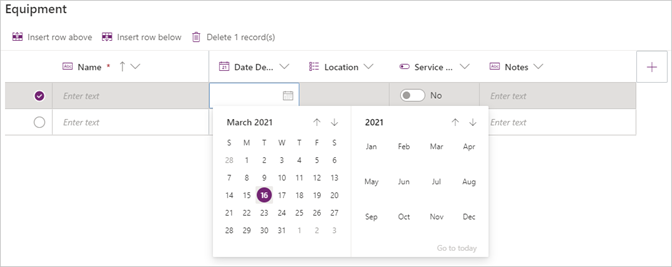 Equipment
Insert row above Insert row below Delete 1 record(s)
Name * Date De... Location Service ... Notes
Enter text No Enter text
Enter text Enter text
March 2021 2021
S M T W T F S
28 1 2 3 4 5 6
7 8 9 10 11 12 13
14 15 16 17 18 19 20
21 22 23 24 25 26 27
28 29 30 31 1 2 3
Jan Feb Mar Apr
May Jun Jul Aug
Sep Oct Nov Dec
Go to today